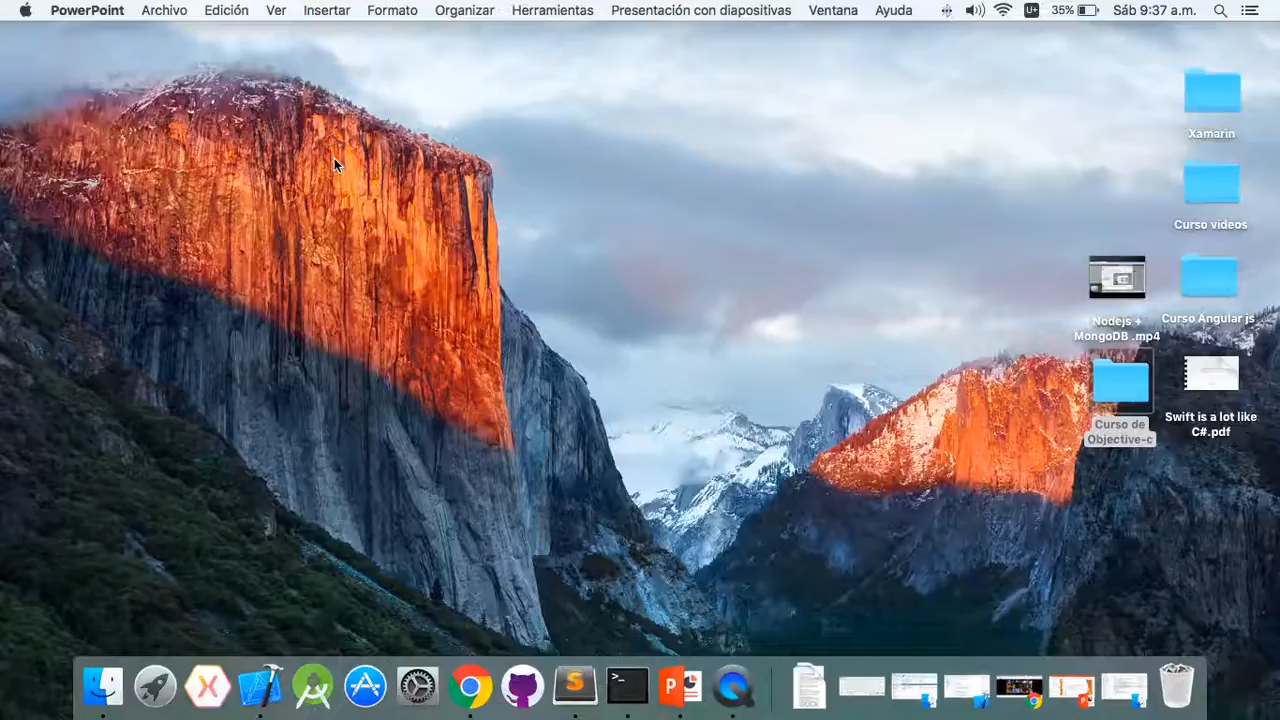 PowerPoint Archivo Edición Ver Insertar Formato Organizar Herramientas Presentación con diapositivas Ventana Ayuda U+ 35% Sáb 9:37 a.m.
Xamarin
Curso videos
Nodejs +
MongoDB .mp4
Curso Angular js
Curso de
Objective-c
Swift is a lot like
C#.pdf